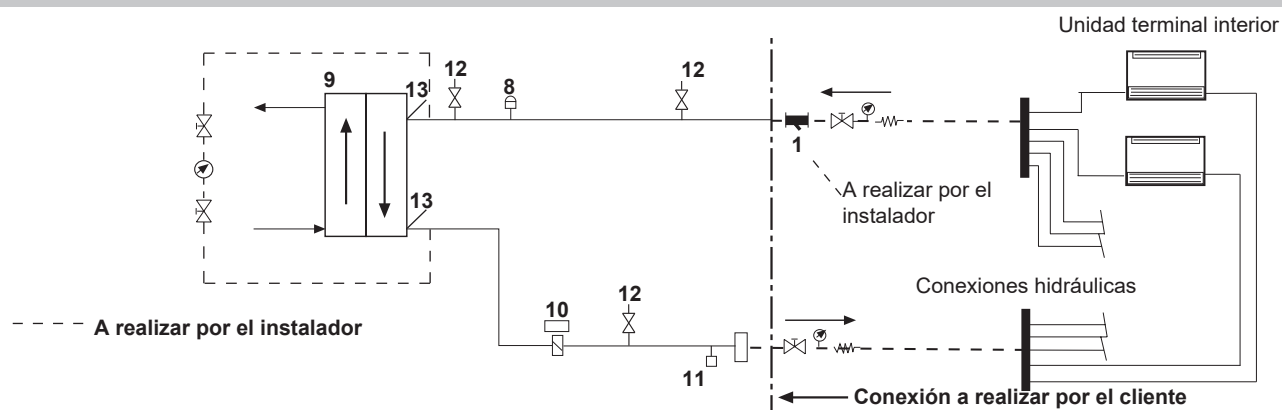 Unidad terminal interior
9
13
12
8
12
1
A realizar por el
instalador
13
Conexiones hidráulicas
12
10
A realizar por el instalador
11
Conexión a realizar por el cliente